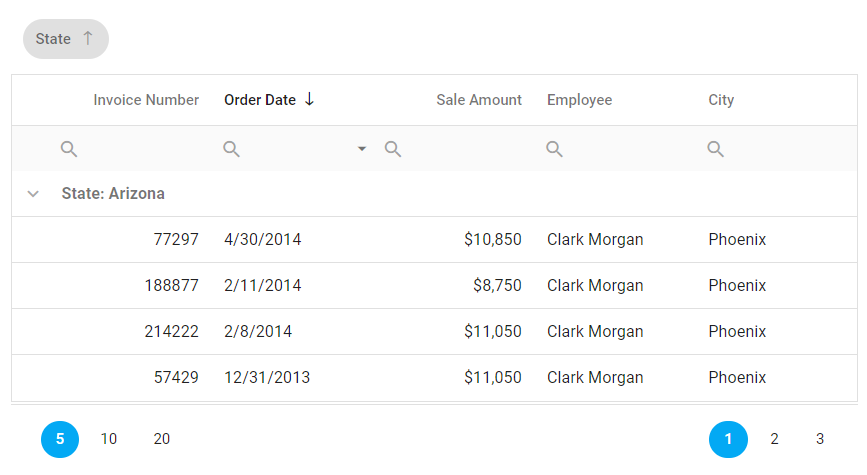 State ↑
Invoice Number Order Date ↓ Sale Amount Employee City
State: Arizona
77297 4/30/2014 $10,850 Clark Morgan Phoenix
188877 2/11/2014 $8,750 Clark Morgan Phoenix
214222 2/8/2014 $11,050 Clark Morgan Phoenix
57429 12/31/2013 $11,050 Clark Morgan Phoenix
5 10 20 1 2 3